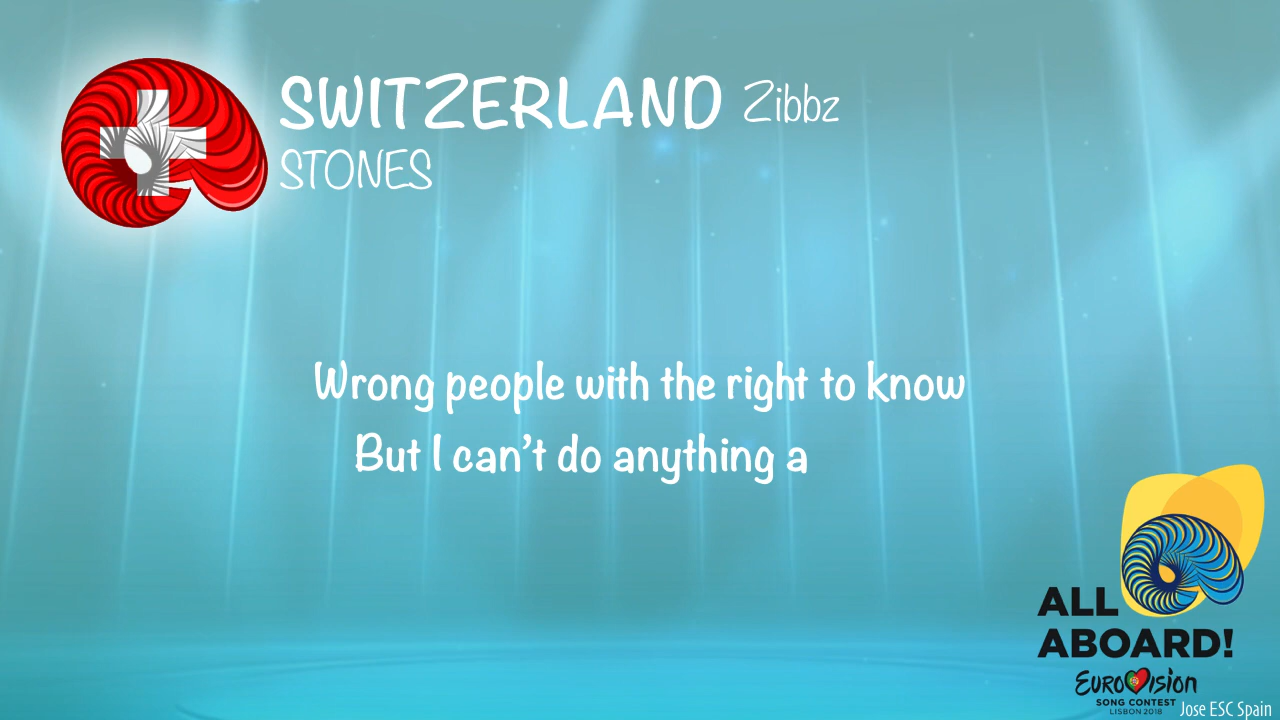 SWITZERLAND Zibbz
STONES
Wrong people with the right to know
But I can't do anything a
ALL
ABOARD!
EUROVISION
SONG CONTEST
LISBON 2018
Jose ESC Spain